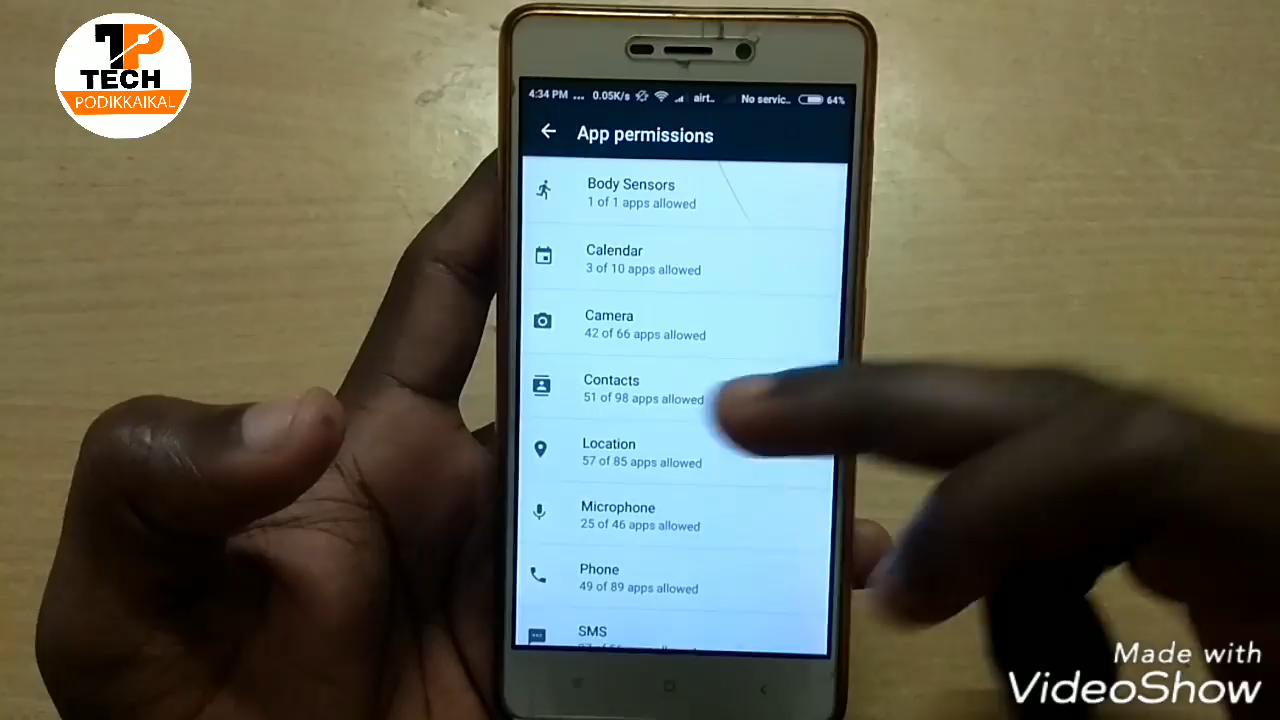 TP
TECH
PODIKKAIKAL
4:34 PM ... 0.05K/s airt.. No servic.. 64%
App permissions
Body Sensors
1 of 1 apps allowed
Calendar
3 of 10 apps allowed
Camera
42 of 66 apps allowed
Contacts
51 of 98 apps allowed
Location
57 of 85 apps allowed
Microphone
25 of 46 apps allowed
Phone
49 of 89 apps allowed
SMS
apps allowed
Made with
VideoShow